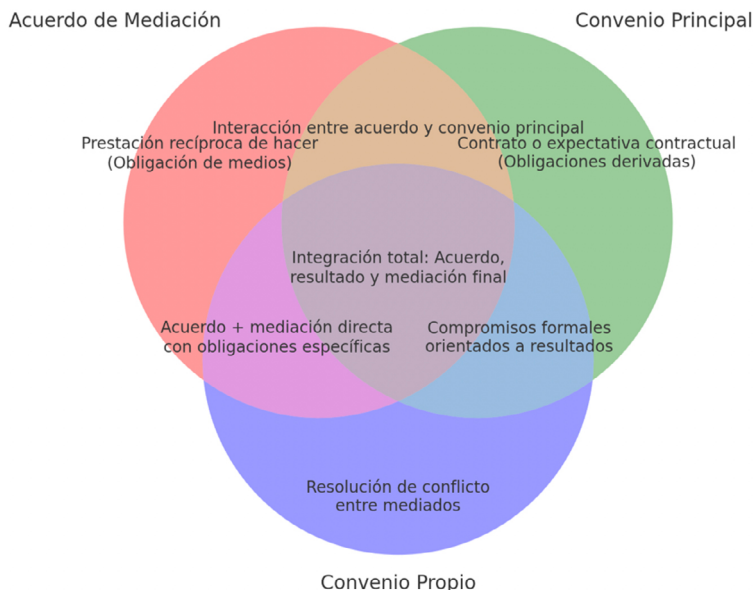 Acuerdo de Mediación
Convenio Principal
Interacción entre acuerdo y convenio principal
Prestación recíproca de hacer
(Obligación de medios)
Contrato o expectativa contractual
(Obligaciones derivadas)
Integración total: Acuerdo,
resultado y mediación final
Acuerdo + mediación directa
con obligaciones específicas
Compromisos formales
orientados a resultados
Resolución de conflicto
entre mediados
Convenio Propio